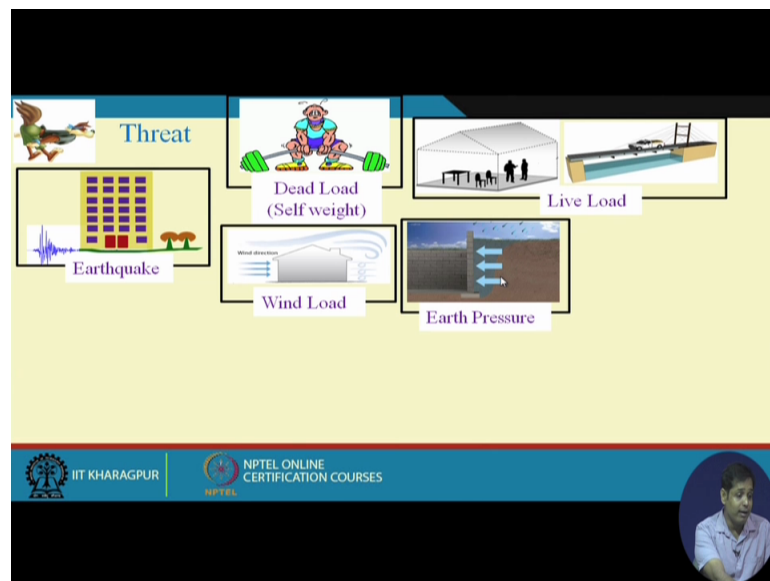 Threat
Dead Load
(Self weight)
Live Load
Earthquake
Wind direction
Wind Load
Earth Pressure
IIT KHARAGPUR
NPTEL
NPTEL ONLINE
CERTIFICATION COURSES